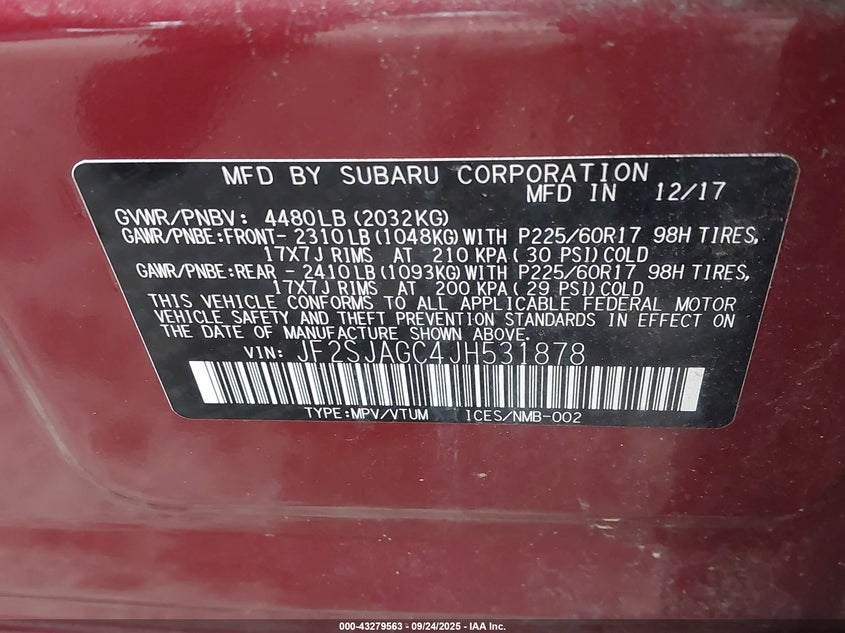 MFD BY SUBARU CORPORATION
MFD IN 12/17
GVWR/PNBV: 4480LB (2032KG)
GAWR/PNBE:FRONT- 2310LB (1048KG) WITH P225/60R17 98H TIRES,
17X7J RIMS AT 210 KPA( 30 PSI) COLD
GAWR/PNBE:REAR - 2410LB (1093KG) WITH P225/60R17 98H TIRES,
17X7J RIMS AT 200 KPA( 29 PSI) COLD
THIS VEHICLE CONFORMS TO ALL APPLICABLE FEDERAL MOTOR
VEHICLE SAFETY AND THEFT PREVENTION STANDARDS IN EFFECT ON
THE DATE OF MANUFACTURE SHOWN ABOVE.
VIN: JF2SJAGC4JH531878
TYPE:MPV/VTUM ICES/NMB-002
000-43279563 - 09/24/2025 - IAA Inc.